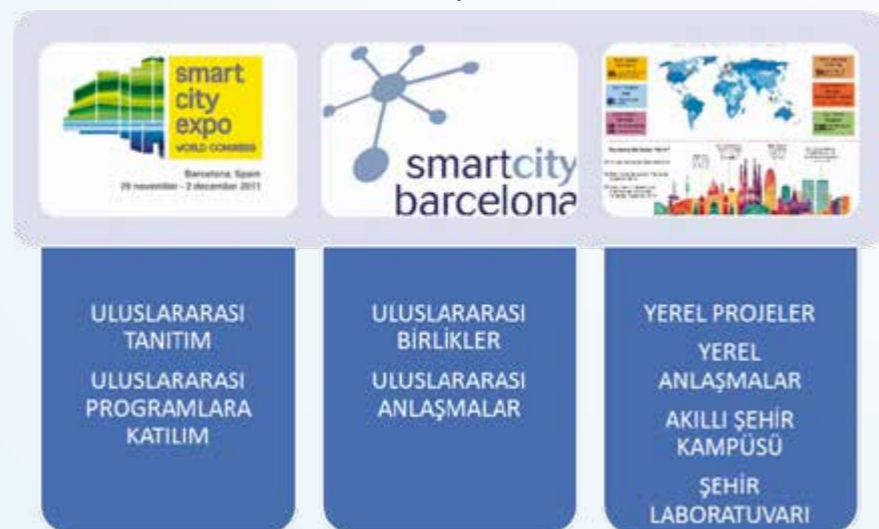 smart
city
expo
WORLD CONGRESS
Barcelona, Spain
29 november - 2 december 2011
smartcity
barcelona
ULUSLARARASI
TANITIM
ULUSLARARASI
PROGRAMLARA
KATILIM
ULUSLARARASI
BİRLİKLER
ULUSLARARASI
ANLAŞMALAR
YEREL PROJELER
YEREL
ANLAŞMALAR
AKILLI ŞEHİR
KAMPÜSÜ
ŞEHİR
LABORATUVARI